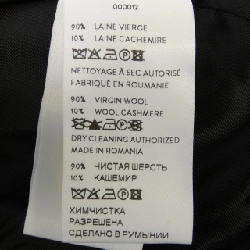 000012
90% LAINE VIERGE
10% LAINE CACHEMIRE
NETTOYAGE À SEC AUTORISÉ
FABRIQUÉ EN ROUMANIE
90% VIRGIN WOOL
10% WOOL CASHMERE
DRY CLEANING AUTHORIZED
MADE IN ROMANIA
90% ЧИСТАЯ ШЕРСТЬ
10% КАШЕМИР
ХИМЧИСТКА
РАЗРЕШЕНА
СДЕЛАНО В РУМЫНИИ